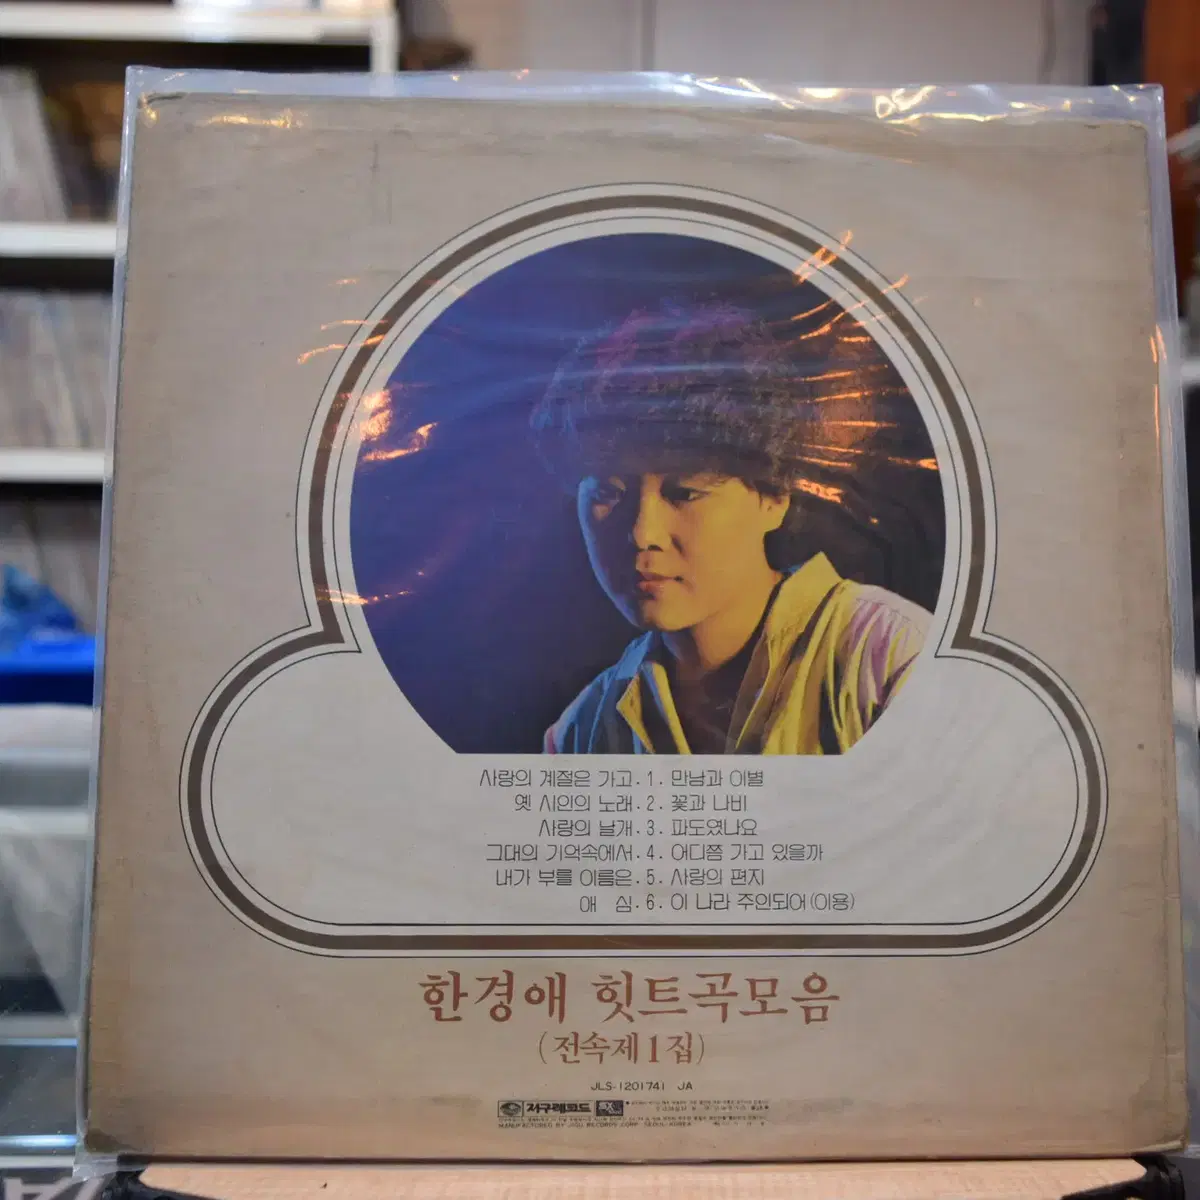 사랑의 계절은 가고.1. 만남과 이별
옛 시인의 노래.2. 꽃과 나비
사랑의 날개.3. 파도였나요
그대의 기억속에서.4. 어디쯤 가고 있을까
내가 부를 이름은.5. 사랑의 편지
애 심.6. 이 나라 주인되어(이용)
한경애 힛트곡모음
(전속제1집)
JLS-1201741 JA
지구레코드
MANUFACTURED BY JIGU RECORDS CORP. SEOUL-KOREA